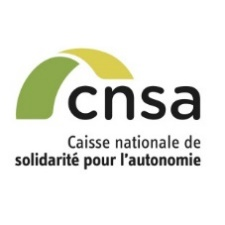 cnsa
Caisse nationale de
solidarité pour l'autonomie